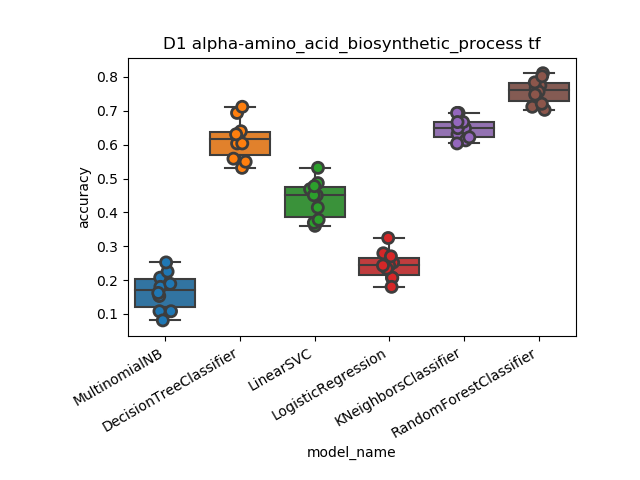 D1 alpha-amino_acid_biosynthetic_process tf
0.8
0.7
0.6
0.5
0.4
0.3
0.2
0.1
accuracy
MultinomialNB
DecisionTreeClassifier
LinearSVC
LogisticRegression
KNeighborsClassifier
RandomForestClassifier
model_name